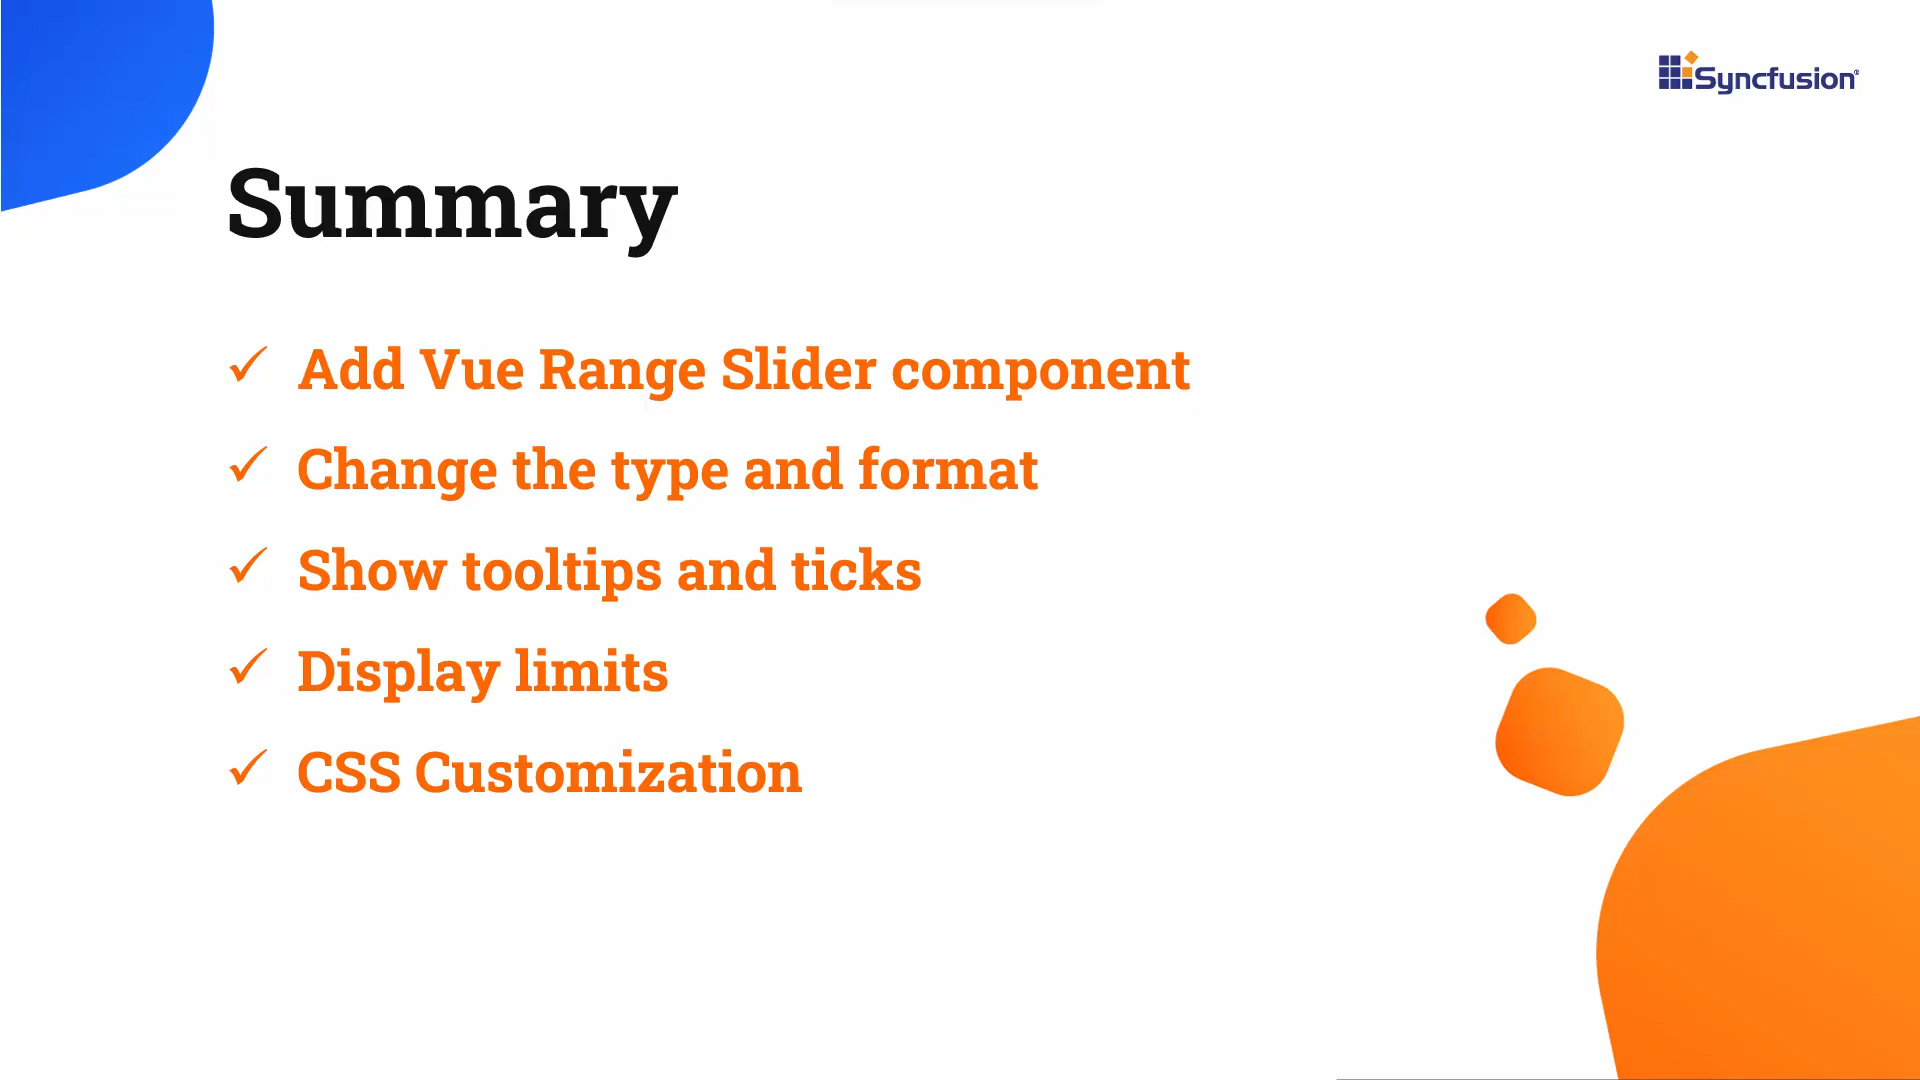 Syncfusion®
Summary
✓ Add Vue Range Slider component
✓ Change the type and format
✓ Show tooltips and ticks
✓ Display limits
✓ CSS Customization